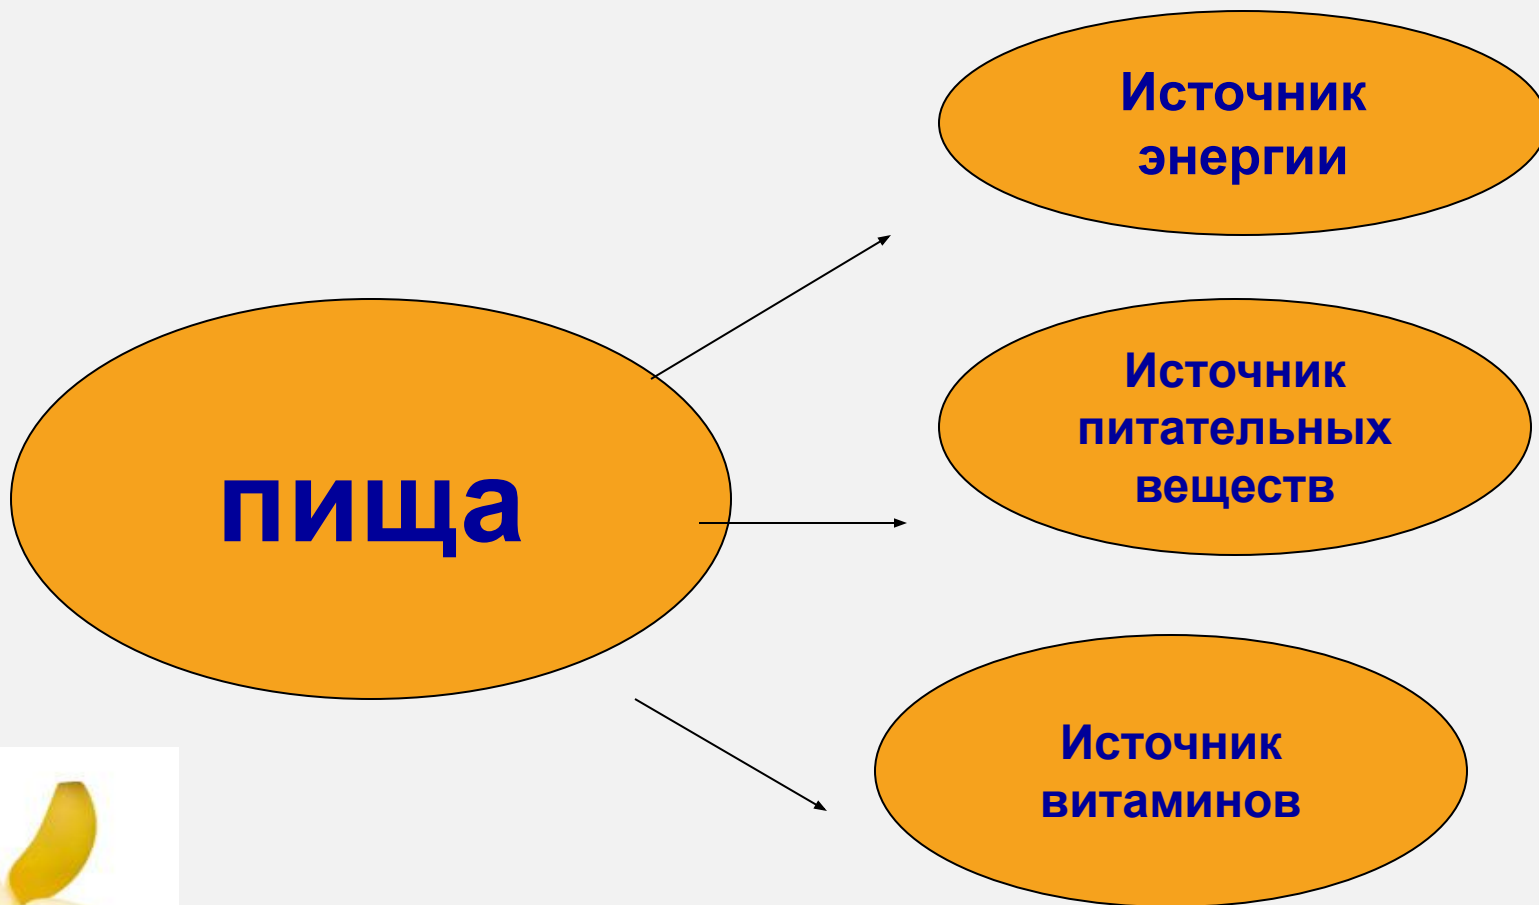 Источник
энергии
пища
Источник
питательных
веществ
Источник
витаминов